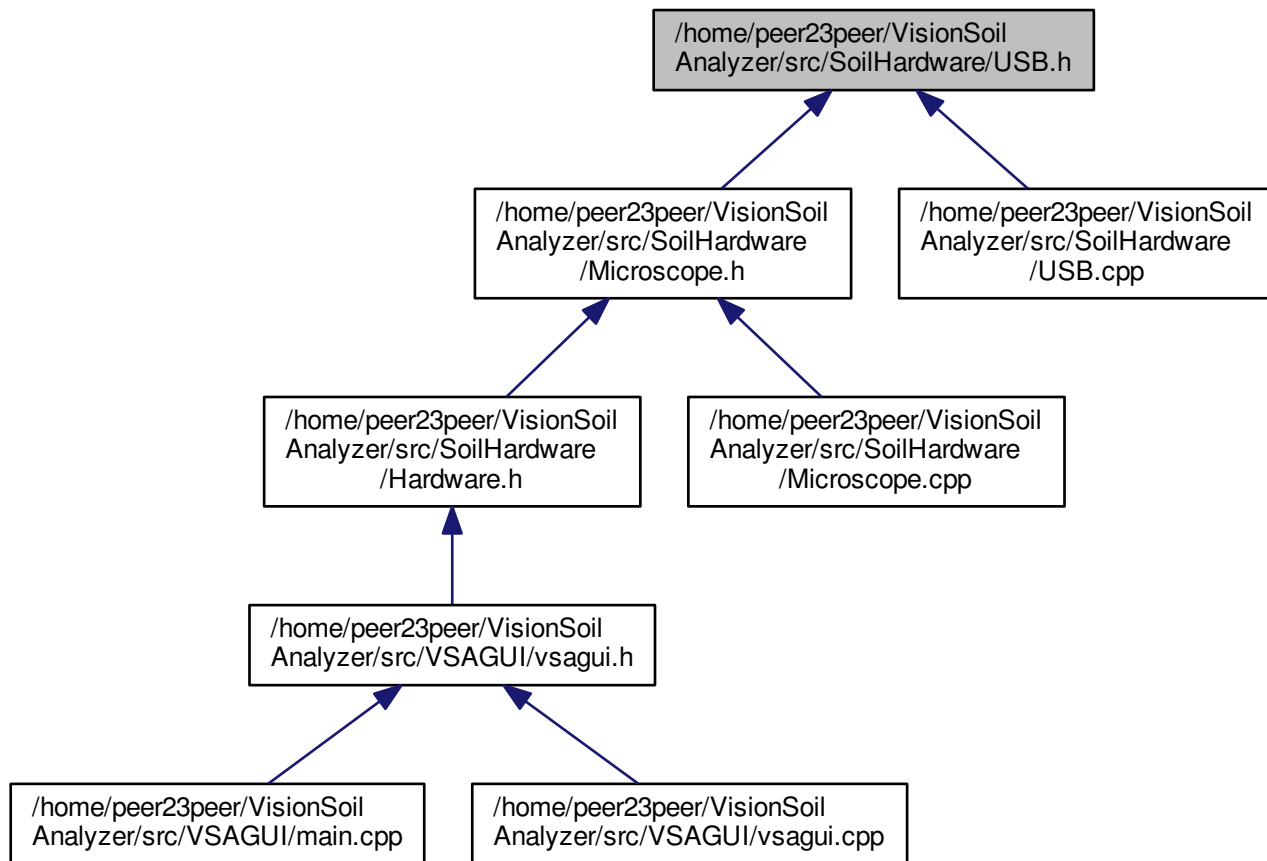 /home/peer23peer/VisionSoil
Analyzer/src/SoilHardware/USB.h
/home/peer23peer/VisionSoil
Analyzer/src/SoilHardware
/Microscope.h
/home/peer23peer/VisionSoil
Analyzer/src/SoilHardware
/USB.cpp
/home/peer23peer/VisionSoil
Analyzer/src/SoilHardware
/Hardware.h
/home/peer23peer/VisionSoil
Analyzer/src/SoilHardware
/Microscope.cpp
/home/peer23peer/VisionSoil
Analyzer/src/VSAGUI/vsagui.h
/home/peer23peer/VisionSoil
Analyzer/src/VSAGUI/main.cpp
/home/peer23peer/VisionSoil
Analyzer/src/VSAGUI/vsagui.cpp